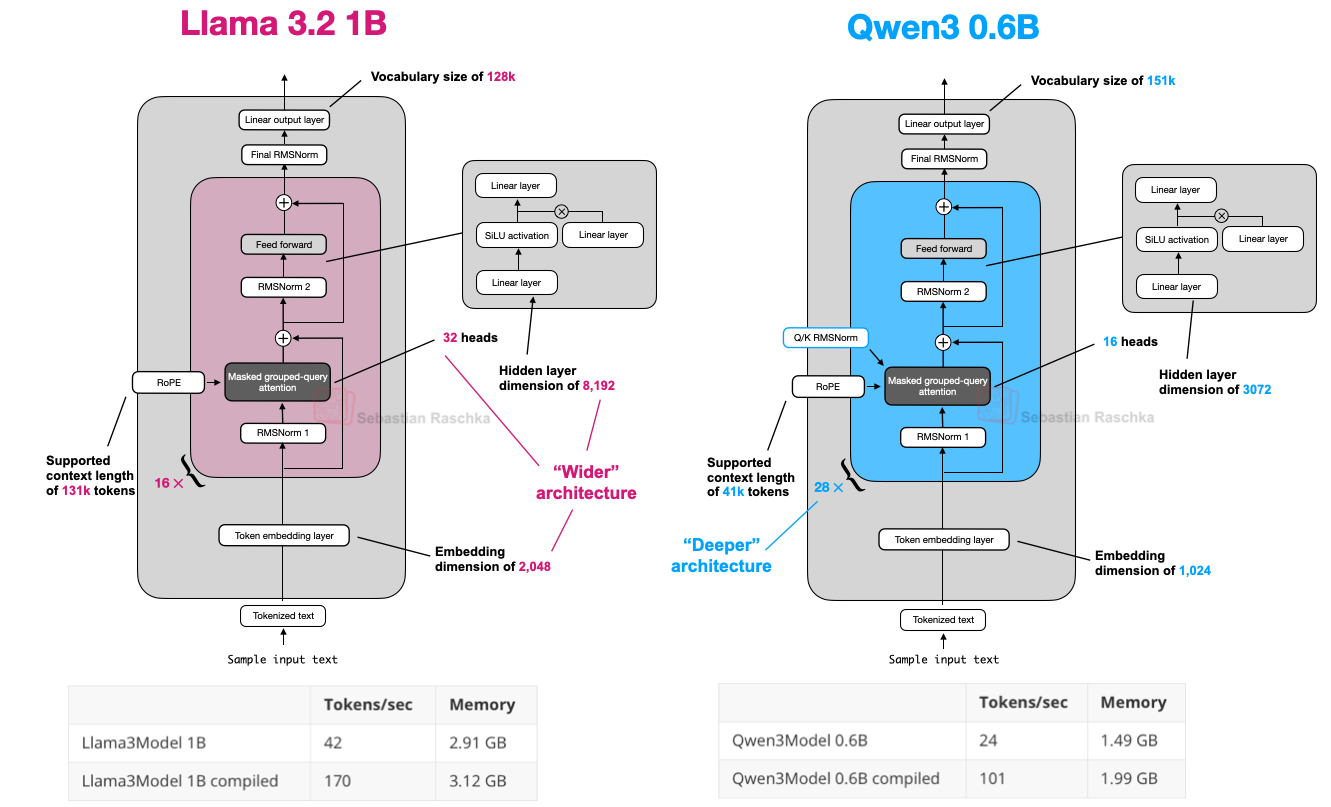 Llama 3.2 1B
Vocabulary size of 128k
Linear output layer
Final RMSNorm
Linear layer
SiLU activation
Linear layer
Linear layer
Feed forward
RMSNorm 2
32 heads
Hidden layer
dimension of 8,192
RoPE
Masked grouped-query
attention
Sebastian Raschka
RMSNorm 1
Supported
context length
of 131k tokens
16 ×
"Wider"
architecture
Token embedding layer
Embedding
dimension of 2,048
Tokenized text
Sample input text
Tokens/sec Memory
Llama3Model 1B 42 2.91 GB
Llama3Model 1B compiled 170 3.12 GB
Qwen3 0.6B
Vocabulary size of 151k
Linear output layer
Final RMSNorm
Linear layer
SiLU activation
Linear layer
Linear layer
Feed forward
RMSNorm 2
Q/K RMSNorm
16 heads
Hidden layer
dimension of 3072
RoPE
Masked grouped-query
attention
Sebastian Raschka
RMSNorm 1
Supported
context length
of 41k tokens
28 ×
"Deeper"
architecture
Token embedding layer
Embedding
dimension of 1,024
Tokenized text
Sample input text
Tokens/sec Memory
Qwen3Model 0.6B 24 1.49 GB
Qwen3Model 0.6B compiled 101 1.99 GB